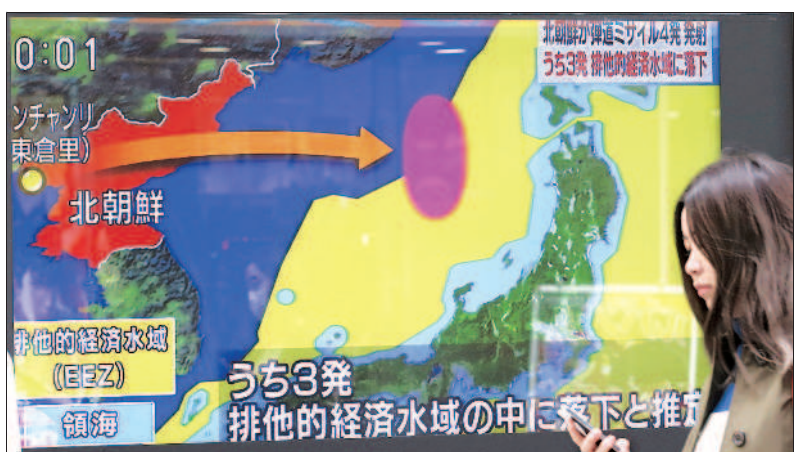 0:01
北朝鮮が弾道ミサイル4発 発射
うち3発 排他的経済水域に落下
ンチャンリ
東倉里）
北朝鮮
排他的経済水域
（EEZ）
領海
うち3発
排他的経済水域の中に落下と推定